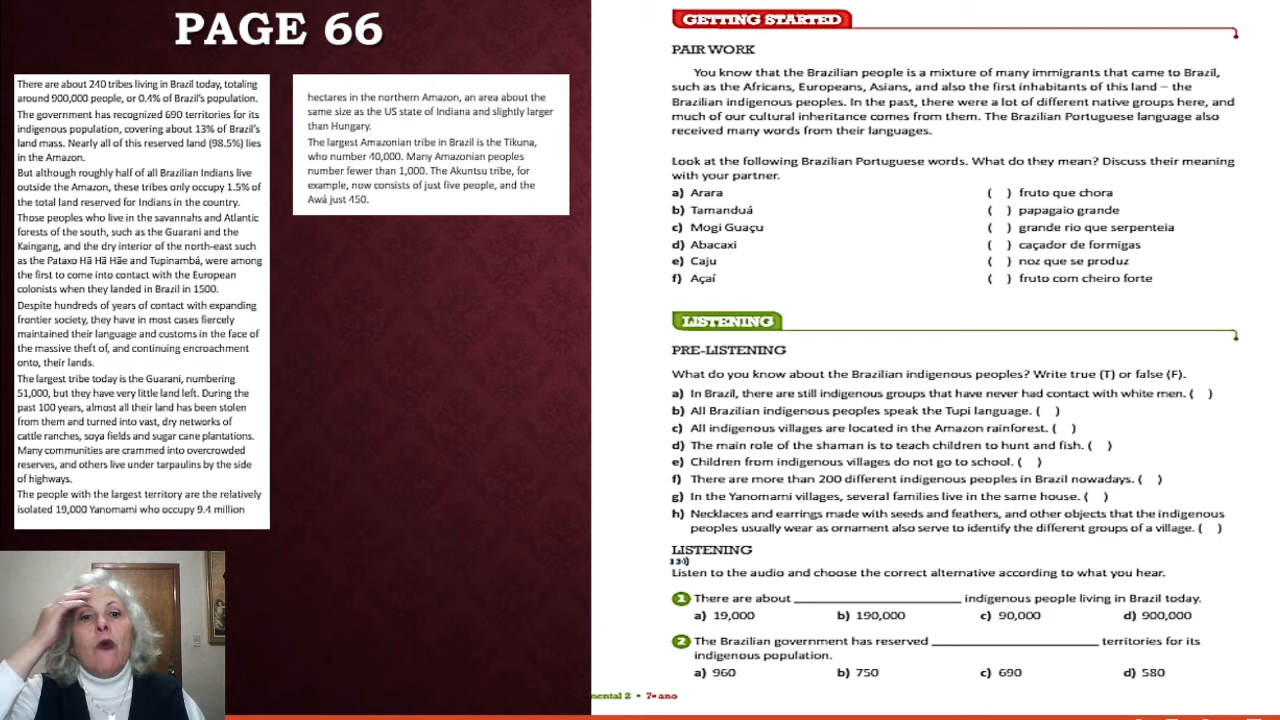 PAGE 66
There are about 240 tribes living in Brazil today, totaling
around 900,000 people, or 0.4% of Brazil's population.
The government has recognized 690 territories for its
indigenous population, covering about 13% of Brazil's
land mass. Nearly all of this reserved land (98.5%) lies
in the Amazon.
But although roughly half of all Brazilian Indians live
outside the Amazon, these tribes only occupy 1.5% of
the total land reserved for Indians in the country.
Those peoples who live in the savannahs and Atlantic
forests of the south, such as the Guarani and the
Kaingang, and the dry interior of the north-east such
as the Pataxo Hã Hã Hãe and Tupinambá, were among
the first to come into contact with the European
colonists when they landed in Brazil in 1500.
Despite hundreds of years of contact with expanding
frontier society, they have in most cases fiercely
maintained their language and customs in the face of
the massive theft of, and continuing encroachment
onto, their lands.
The largest tribe today is the Guarani, numbering
51,000, but they have very little land left. During the
past 100 years, almost all their land has been stolen
from them and turned into vast, dry networks of
cattle ranches, soya fields and sugar cane plantations.
Many communities are crammed into overcrowded
reserves, and others live under tarpaulins by the side
of highways.
The people with the largest territory are the relatively
isolated 19,000 Yanomami who occupy 9.4 million
hectares in the northern Amazon, an area about the
same size as the US state of Indiana and slightly larger
than Hungary.
The largest Amazonian tribe in Brazil is the Tikuna,
who number 40,000. Many Amazonian peoples
number fewer than 1,000. The Akuntsu tribe, for
example, now consists of just five people, and the
Awá just 450.
GETTING STARTED
PAIR WORK
You know that the Brazilian people is a mixture of many immigrants that came to Brazil,
such as the Africans, Europeans, Asians, and also the first inhabitants of this land – the
Brazilian indigenous peoples. In the past, there were a lot of different native groups here, and
much of our cultural inheritance comes from them. The Brazilian Portuguese language also
received many words from their languages.
Look at the following Brazilian Portuguese words. What do they mean? Discuss their meaning
with your partner.
a) Arara ( ) fruto que chora
b) Tamanduá ( ) papagaio grande
c) Mogi Guaçu ( ) grande rio que serpenteia
d) Abacaxi ( ) caçador de formigas
e) Caju ( ) noz que se produz
f) Açaí ( ) fruto com cheiro forte
LISTENING
PRE-LISTENING
What do you know about the Brazilian indigenous peoples? Write true (T) or false (F).
a) In Brazil, there are still indigenous groups that have never had contact with white men. ( )
b) All Brazilian indigenous peoples speak the Tupi language. ( )
c) All indigenous villages are located in the Amazon rainforest. ( )
d) The main role of the shaman is to teach children to hunt and fish. ( )
e) Children from indigenous villages do not go to school. ( )
f) There are more than 200 different indigenous peoples in Brazil nowadays. ( )
g) In the Yanomami villages, several families live in the same house. ( )
h) Necklaces and earrings made with seeds and feathers, and other objects that the indigenous
peoples usually wear as ornament also serve to identify the different groups of a village. ( )
LISTENING
Listen to the audio and choose the correct alternative according to what you hear.
1 There are about ____________________ indigenous people living in Brazil today.
a) 19,000 b) 190,000 c) 90,000 d) 900,000
2 The Brazilian government has reserved ____________________ territories for its
indigenous population.
a) 960 b) 750 c) 690 d) 580
mental 2 • 7º ano